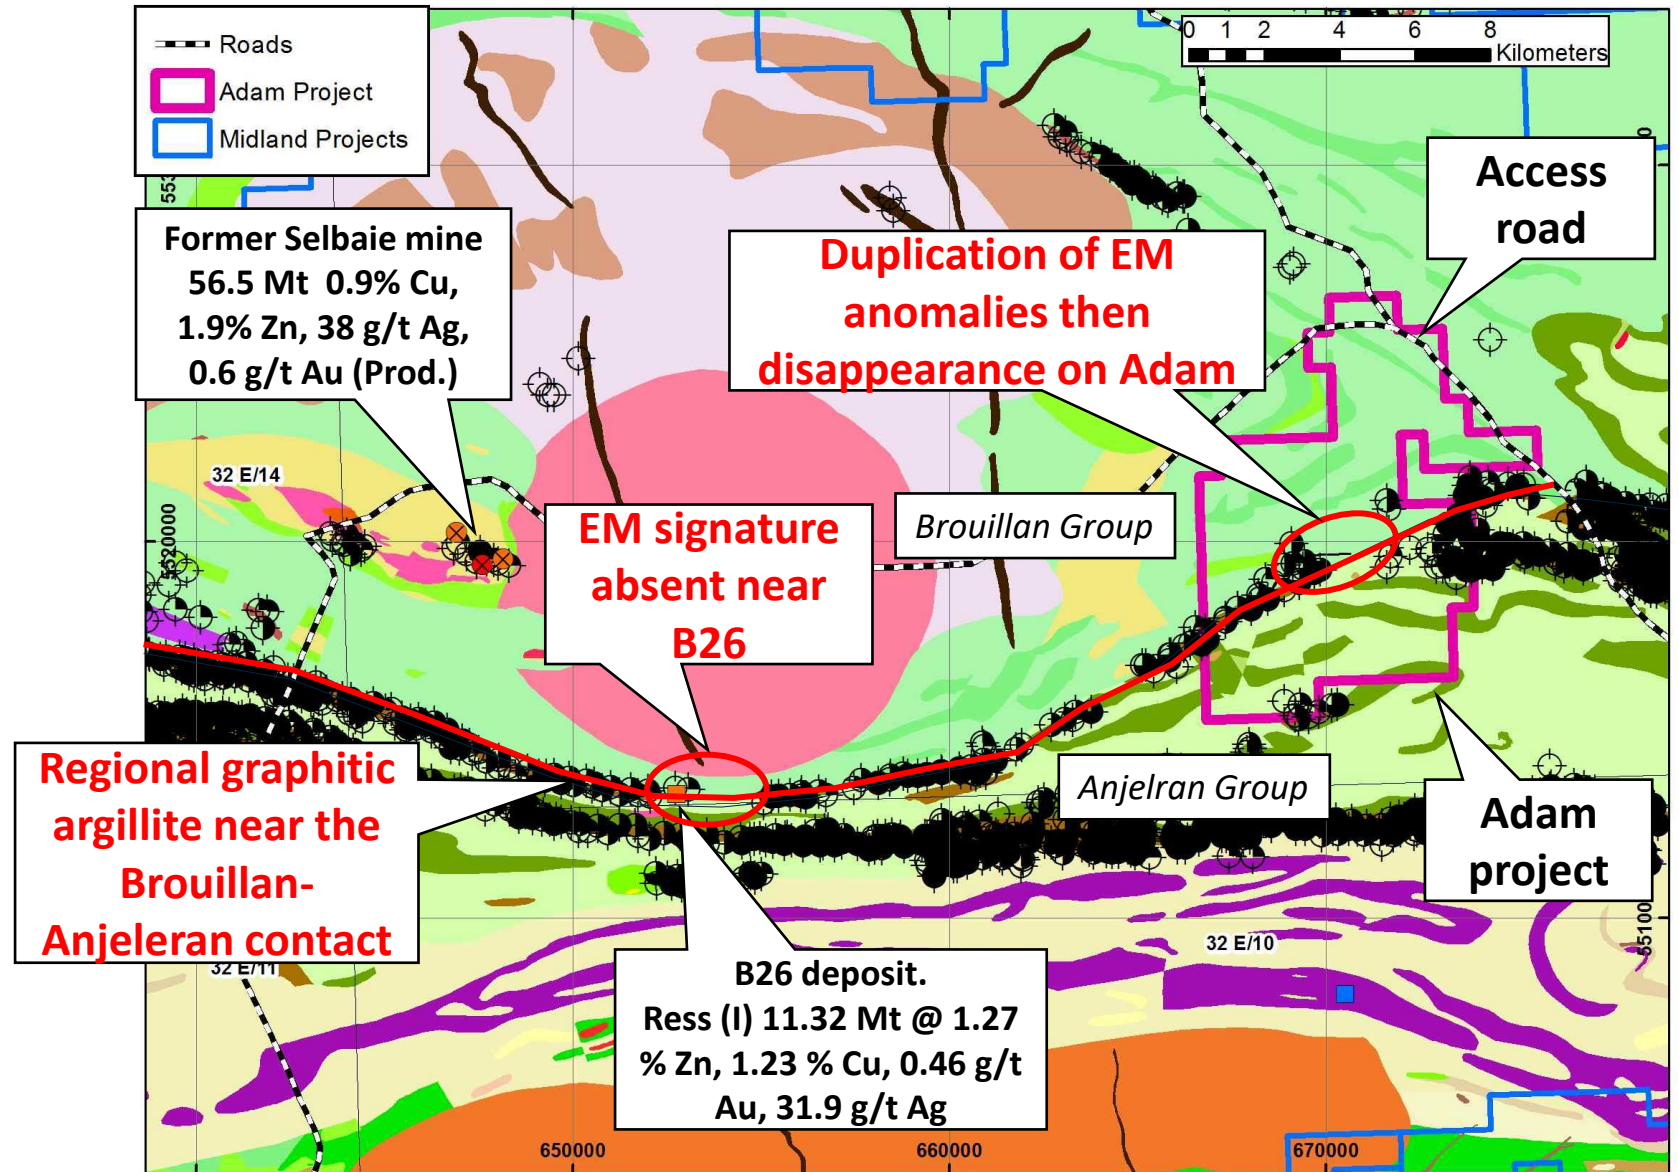 Roads
Adam Project
Midland Projects
0 1 2 4 6 8
Kilometers
Access
road
Former Selbaie mine
56.5 Mt 0.9% Cu,
1.9% Zn, 38 g/t Ag,
0.6 g/t Au (Prod.)
Duplication of EM
anomalies then
disappearance on Adam
32 E/14
EM signature
absent near
B26
Brouillan Group
5520000
Regional graphitic
argillite near the
Brouillan-
Anjeleran contact
Anjelran Group
Adam
project
32 E/11
32 E/10
B26 deposit.
Ress (I) 11.32 Mt @ 1.27
% Zn, 1.23 % Cu, 0.46 g/t
Au, 31.9 g/t Ag
650000
660000
670000